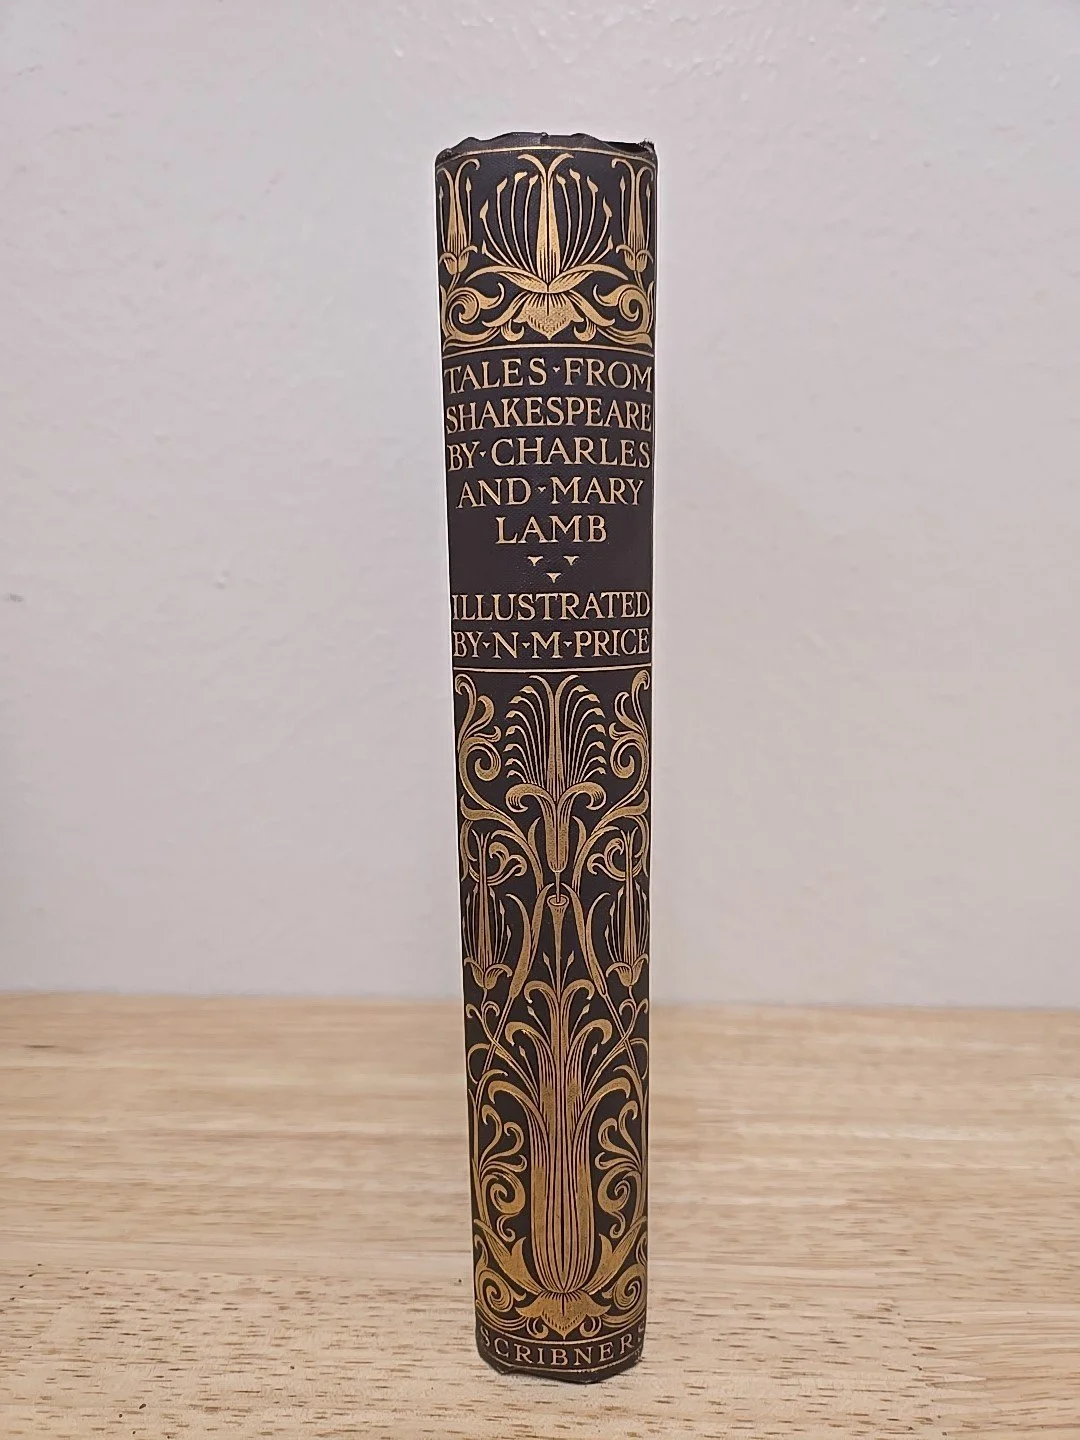 TALES FROM
SHAKESPEARE
BY CHARLES
AND MARY
LAMB
ILLUSTRATED
BY N M PRICE
SCRIBNERS